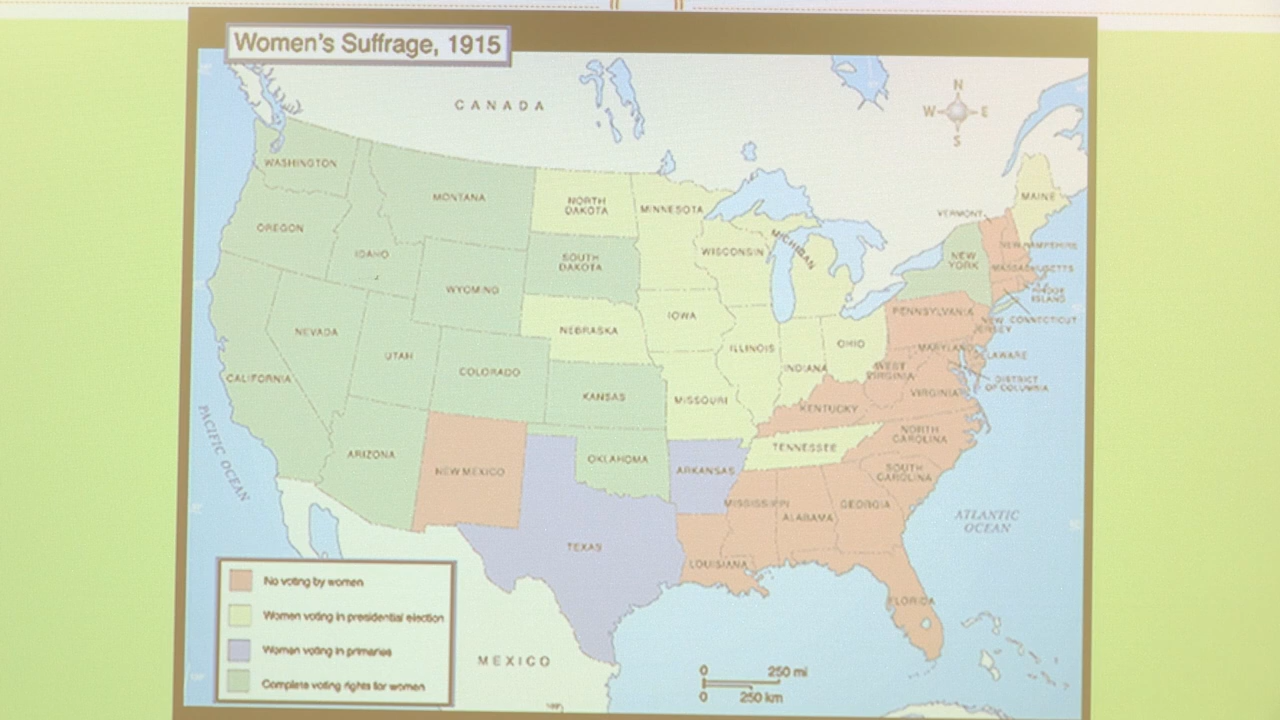 Women's Suffrage, 1915
CANADA
N
W E
S
WASHINGTON
MONTANA
NORTH
DAKOTA
MINNESOTA
MAINE
VERMONT
OREGON
IDAHO
WISCONSIN
MICHIGAN
NEW HAMPSHIRE
SOUTH
DAKOTA
NEW
YORK
MASSACHUSETTS
WYOMING
RHODE
ISLAND
NEVADA
NEBRASKA
IOWA
PENNSYLVANIA
NEW
JERSEY
CONNECTICUT
UTAH
COLORADO
ILLINOIS
INDIANA
OHIO
MARYLAND
DELAWARE
CALIFORNIA
KANSAS
MISSOURI
WEST
VIRGINIA
VIRGINIA
DISTRICT
OF COLUMBIA
KENTUCKY
PACIFIC OCEAN
ARIZONA
NEW MEXICO
OKLAHOMA
ARKANSAS
TENNESSEE
NORTH
CAROLINA
SOUTH
CAROLINA
MISSISSIPPI
ALABAMA
GEORGIA
ATLANTIC
OCEAN
TEXAS
LOUISIANA
FLORIDA
No voting by women
Women voting in presidential election
Women voting in primaries
Complete voting rights for women
MEXICO
0 250 mi
0 250 km